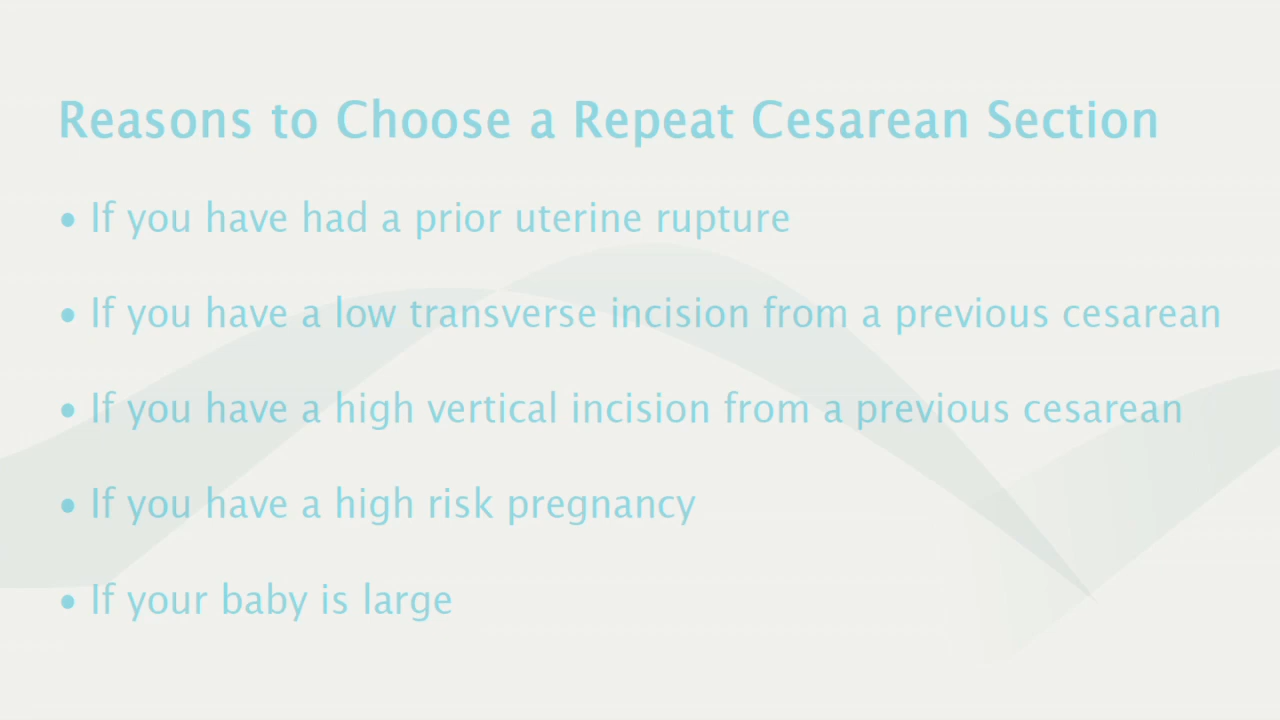 Reasons to Choose a Repeat Cesarean Section
• If you have had a prior uterine rupture
• If you have a low transverse incision from a previous cesarean
• If you have a high vertical incision from a previous cesarean
• If you have a high risk pregnancy
• If your baby is large